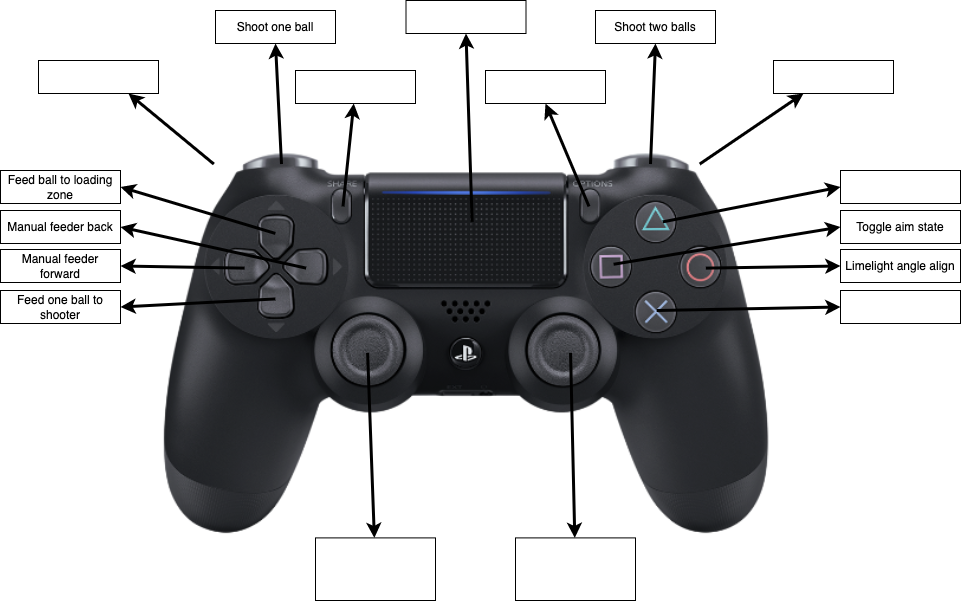 Shoot one ball
Shoot two balls
SHARE
OPTIONS
Feed ball to loading
zone
Manual feeder back
Toggle aim state
Manual feeder
forward
Limelight angle align
Feed one ball to
shooter